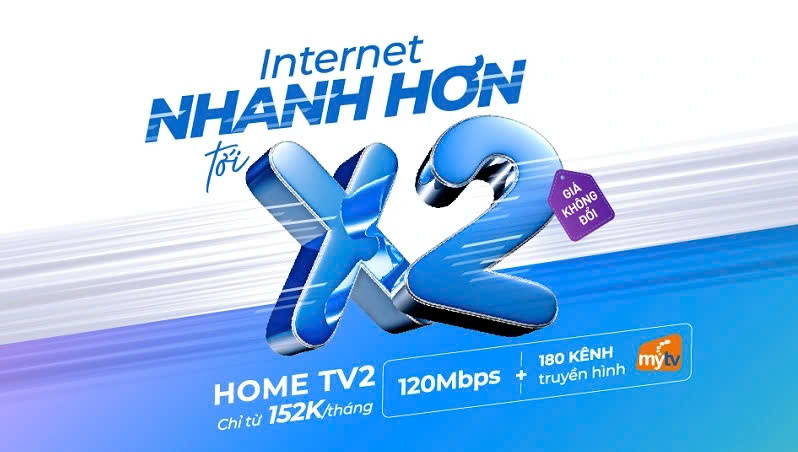 Internet
NHANH HƠN
tới
X2
GIÁ
KHÔNG
ĐỔI
HOME TV2
Chỉ từ 152K/tháng
120Mbps
+
180 KÊNH
truyền hình
mytv